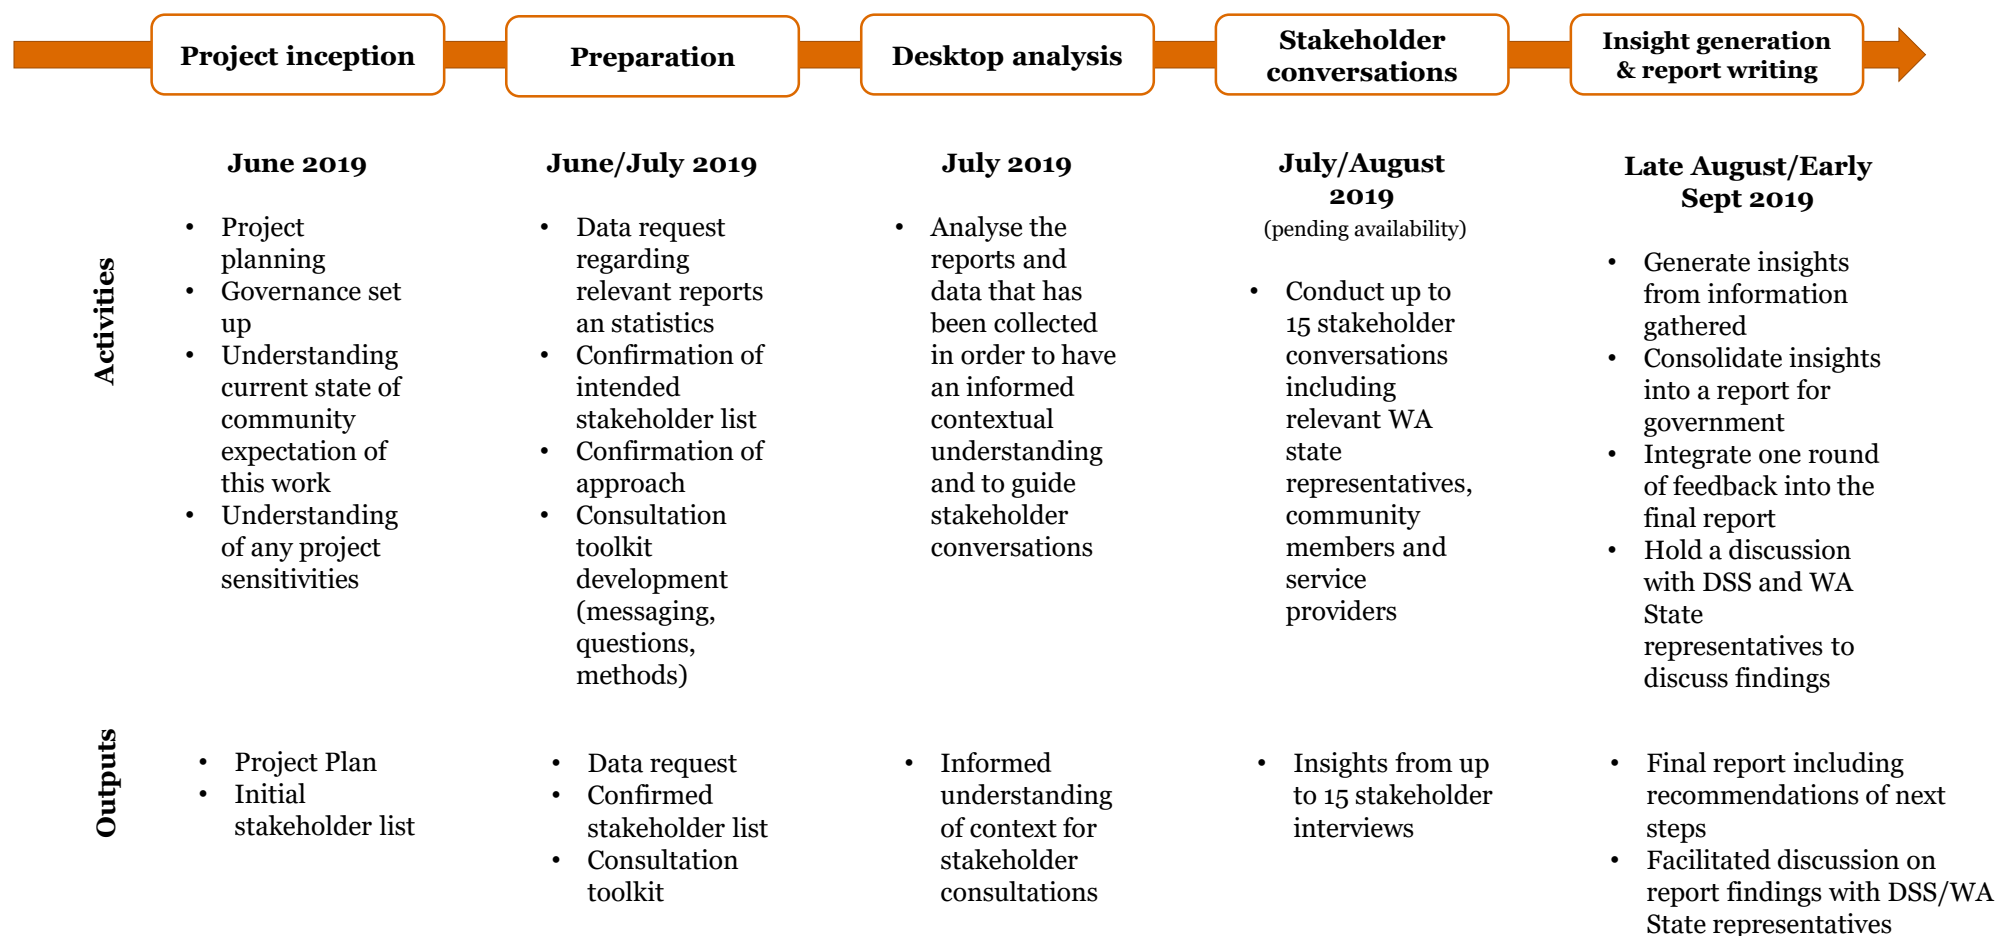 Project inception
Preparation
Desktop analysis
Stakeholder
conversations
Insight generation
& report writing
June 2019
June/July 2019
July 2019
July/August
2019
(pending availability)
Late August/Early
Sept 2019
Activities
• Project
planning
• Governance set
up
• Understanding
current state of
community
expectation of
this work
• Understanding
of any project
sensitivities
• Data request
regarding
relevant reports
an statistics
• Confirmation of
intended
stakeholder list
• Confirmation of
approach
• Consultation
toolkit
development
(messaging,
questions,
methods)
• Analyse the
reports and
data that has
been collected
in order to have
an informed
contextual
understanding
and to guide
stakeholder
conversations
• Conduct up to
15 stakeholder
conversations
including
relevant WA
state
representatives,
community
members and
service
providers
• Generate insights
from information
gathered
• Consolidate insights
into a report for
government
• Integrate one round
of feedback into the
final report
• Hold a discussion
with DSS and WA
State
representatives to
discuss findings
Outputs
• Project Plan
• Initial
stakeholder list
• Data request
• Confirmed
stakeholder list
• Consultation
toolkit
• Informed
understanding
of context for
stakeholder
consultations
• Insights from up
to 15 stakeholder
interviews
• Final report including
recommendations of next
steps
• Facilitated discussion on
report findings with DSS/WA
State representatives